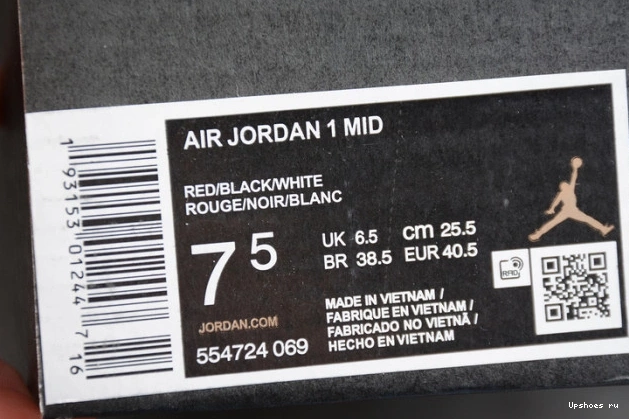 AIR JORDAN 1 MID
RED/BLACK/WHITE
ROUGE/NOIR/BLANC
7 5
UK 6.5 cm 25.5
BR 38.5 EUR 40.5
MADE IN VIETNAM /
FABRIQUE EN VIETNAM /
FABRICADO NO VIETNÃ /
HECHO EN VIETNAM
JORDAN.COM
554724 069
RFID
1 93153 01244 7 16
Upshoes ru